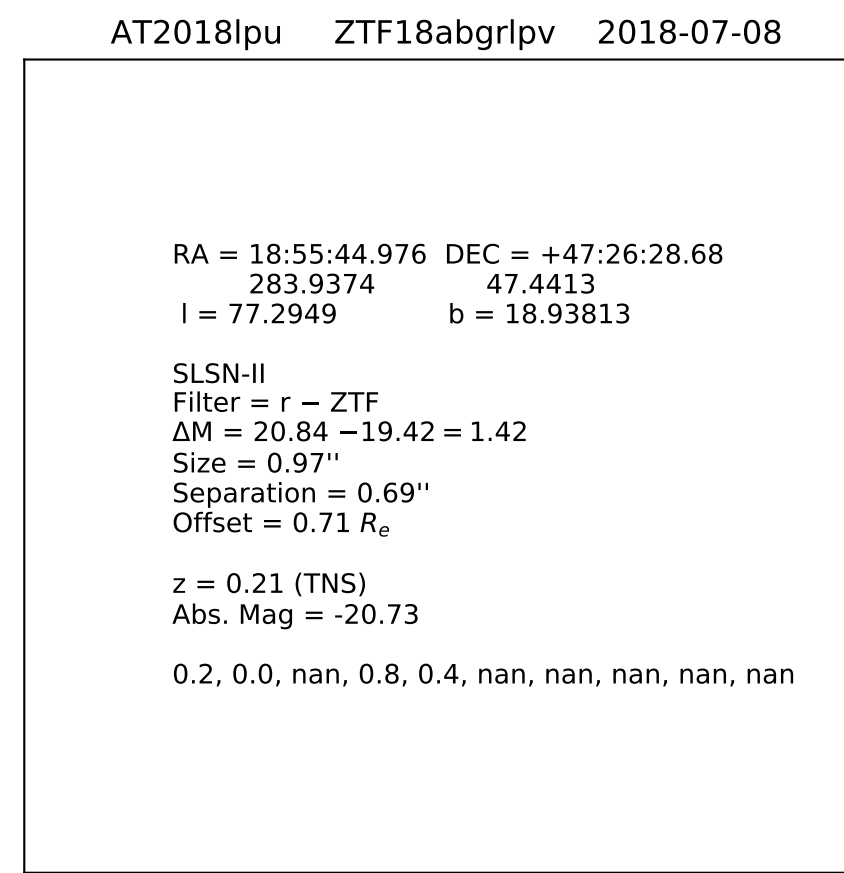 AT2018lpu ZTF18abgrlpv 2018-07-08
RA = 18:55:44.976 DEC = +47:26:28.68
283.9374 47.4413
l = 77.2949 b = 18.93813
SLSN-II
Filter = r − ZTF
ΔM = 20.84 −19.42 = 1.42
Size = 0.97''
Separation = 0.69''
Offset = 0.71 Re
z = 0.21 (TNS)
Abs. Mag = -20.73
0.2, 0.0, nan, 0.8, 0.4, nan, nan, nan, nan, nan